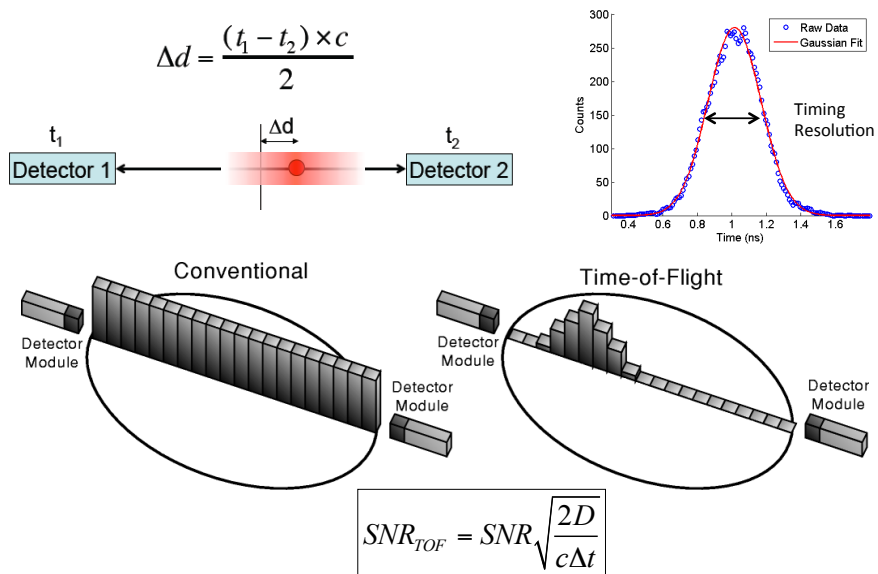 Δd = (t₁ − t₂) × c / 2
t₁
Δd
t₂
Detector 1
Detector 2
300
250
200
150
100
50
0
Counts
Raw Data
Gaussian Fit
Timing
Resolution
0.4 0.6 0.8 1 1.2 1.4 1.6
Time (ns)
Conventional
Detector
Module
Detector
Module
Time-of-Flight
Detector
Module
Detector
Module
SNR_TOF = SNR √(2D / cΔt)